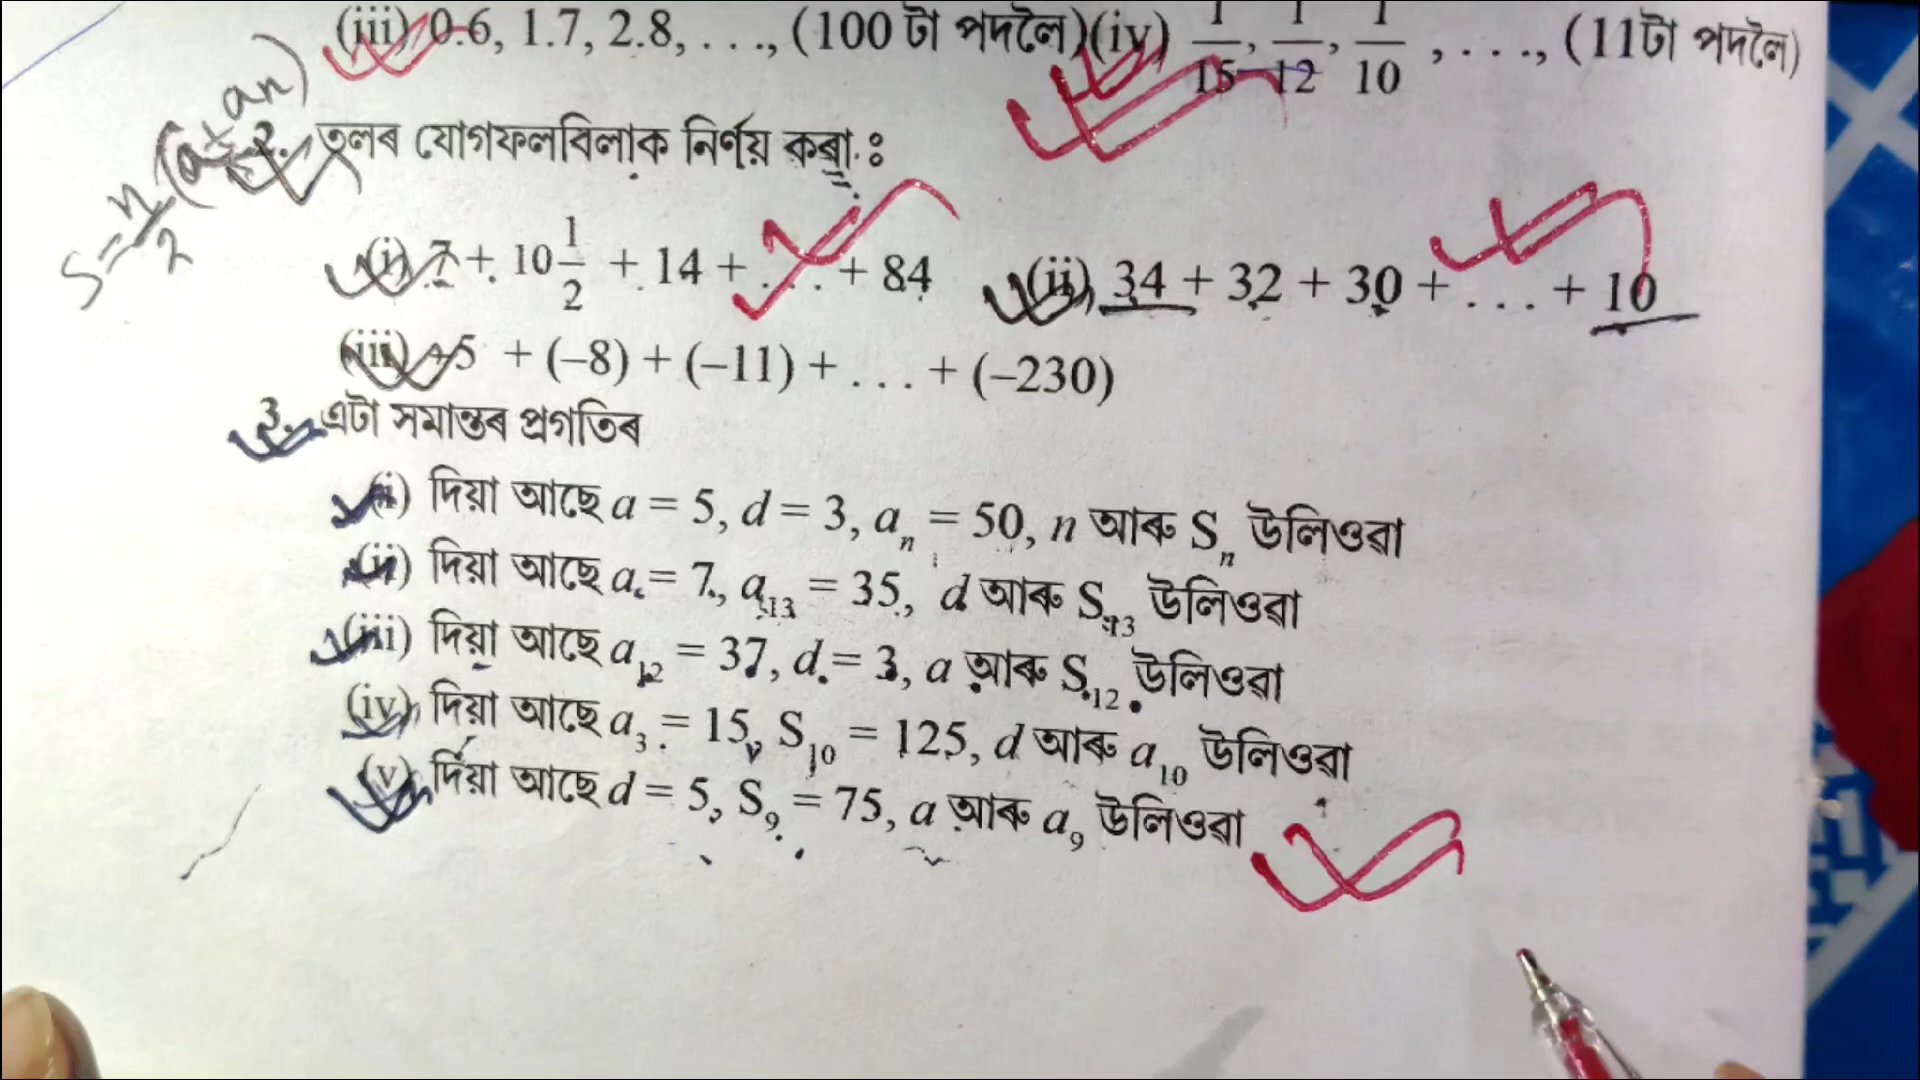 (iii) 0.6, 1.7, 2.8, . . ., (100 টা পদলৈ) (iv) 1/15, 1/12, 1/10, . . ., (11টা পদলৈ)
S = n/2 (a + an)
2. তলৰ যোগফলবিলাক নিৰ্ণয় কৰা :
(i) 7 + 10 1/2 + 14 + . . . + 84 (ii) 34 + 32 + 30 + . . . + 10
(iii) –5 + (–8) + (–11) + . . . + (–230)
3. এটা সমান্তৰ প্ৰগতিৰ
(i) দিয়া আছে a = 5, d = 3, aₙ = 50, n আৰু Sₙ উলিওৱা
(ii) দিয়া আছে a = 7, a₁₃ = 35, d আৰু S₁₃ উলিওৱা
(iii) দিয়া আছে a₁₂ = 37, d = 3, a আৰু S₁₂ উলিওৱা
(iv) দিয়া আছে a₃ = 15, S₁₀ = 125, d আৰু a₁₀ উলিওৱা
(v) দিয়া আছে d = 5, S₉ = 75, a আৰু a₉ উলিওৱা